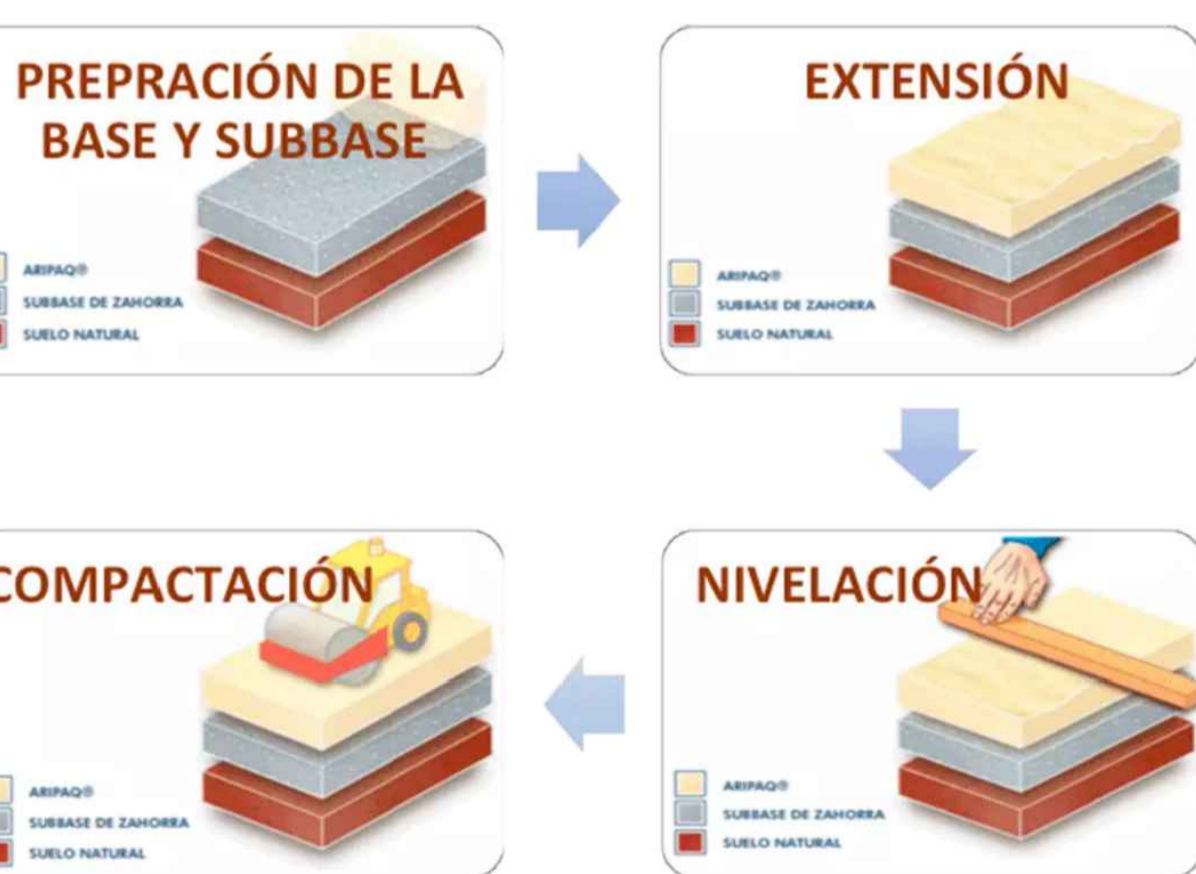 PREPRACIÓN DE LA
BASE Y SUBBASE
ARIPAQ®
SUBBASE DE ZAHORRA
SUELO NATURAL
EXTENSIÓN
ARIPAQ®
SUBBASE DE ZAHORRA
SUELO NATURAL
NIVELACIÓN
ARIPAQ®
SUBBASE DE ZAHORRA
SUELO NATURAL
COMPACTACIÓN
ARIPAQ®
SUBBASE DE ZAHORRA
SUELO NATURAL